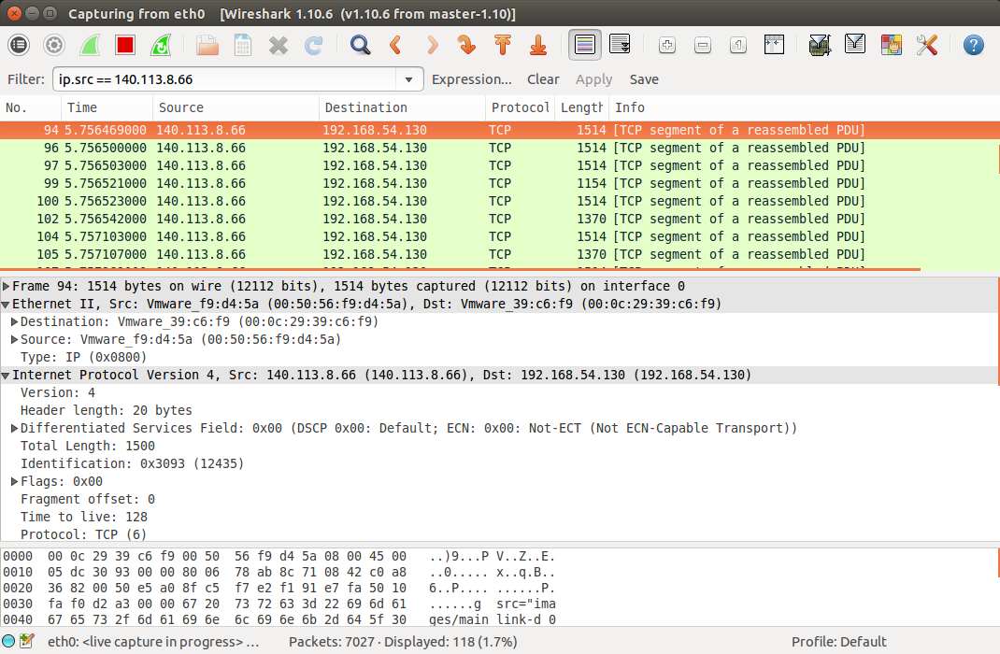 Capturing from eth0 [Wireshark 1.10.6 (v1.10.6 from master-1.10)]
Filter: ip.src == 140.113.8.66 Expression... Clear Apply Save
No. Time Source Destination Protocol Length Info
94 5.756469000 140.113.8.66 192.168.54.130 TCP 1514 [TCP segment of a reassembled PDU]
96 5.756500000 140.113.8.66 192.168.54.130 TCP 1514 [TCP segment of a reassembled PDU]
97 5.756503000 140.113.8.66 192.168.54.130 TCP 1514 [TCP segment of a reassembled PDU]
99 5.756521000 140.113.8.66 192.168.54.130 TCP 1154 [TCP segment of a reassembled PDU]
100 5.756523000 140.113.8.66 192.168.54.130 TCP 1514 [TCP segment of a reassembled PDU]
102 5.756542000 140.113.8.66 192.168.54.130 TCP 1370 [TCP segment of a reassembled PDU]
104 5.757103000 140.113.8.66 192.168.54.130 TCP 1514 [TCP segment of a reassembled PDU]
105 5.757107000 140.113.8.66 192.168.54.130 TCP 1370 [TCP segment of a reassembled PDU]
Frame 94: 1514 bytes on wire (12112 bits), 1514 bytes captured (12112 bits) on interface 0
Ethernet II, Src: Vmware_f9:d4:5a (00:50:56:f9:d4:5a), Dst: Vmware_39:c6:f9 (00:0c:29:39:c6:f9)
Destination: Vmware_39:c6:f9 (00:0c:29:39:c6:f9)
Source: Vmware_f9:d4:5a (00:50:56:f9:d4:5a)
Type: IP (0x0800)
Internet Protocol Version 4, Src: 140.113.8.66 (140.113.8.66), Dst: 192.168.54.130 (192.168.54.130)
Version: 4
Header length: 20 bytes
Differentiated Services Field: 0x00 (DSCP 0x00: Default; ECN: 0x00: Not-ECT (Not ECN-Capable Transport))
Total Length: 1500
Identification: 0x3093 (12435)
Flags: 0x00
Fragment offset: 0
Time to live: 128
Protocol: TCP (6)
0000 00 0c 29 39 c6 f9 00 50 56 f9 d4 5a 08 00 45 00 ..)9...P V..Z..E.
0010 05 dc 30 93 00 00 80 06 78 ab 8c 71 08 42 c0 a8 ..0..... x..q.B..
0020 36 82 00 50 e5 a0 8f c5 f7 e2 f1 91 e7 fa 50 10 6..P.... ......P.
0030 fa f0 d2 a3 00 00 67 20 73 72 63 3d 22 69 6d 61 ......g src="ima
0040 67 65 73 2f 6d 61 69 6e 6c 69 6e 6b 2d 64 5f 30 ges/main link-d 0
eth0: <live capture in progress> ... Packets: 7027 · Displayed: 118 (1.7%) Profile: Default